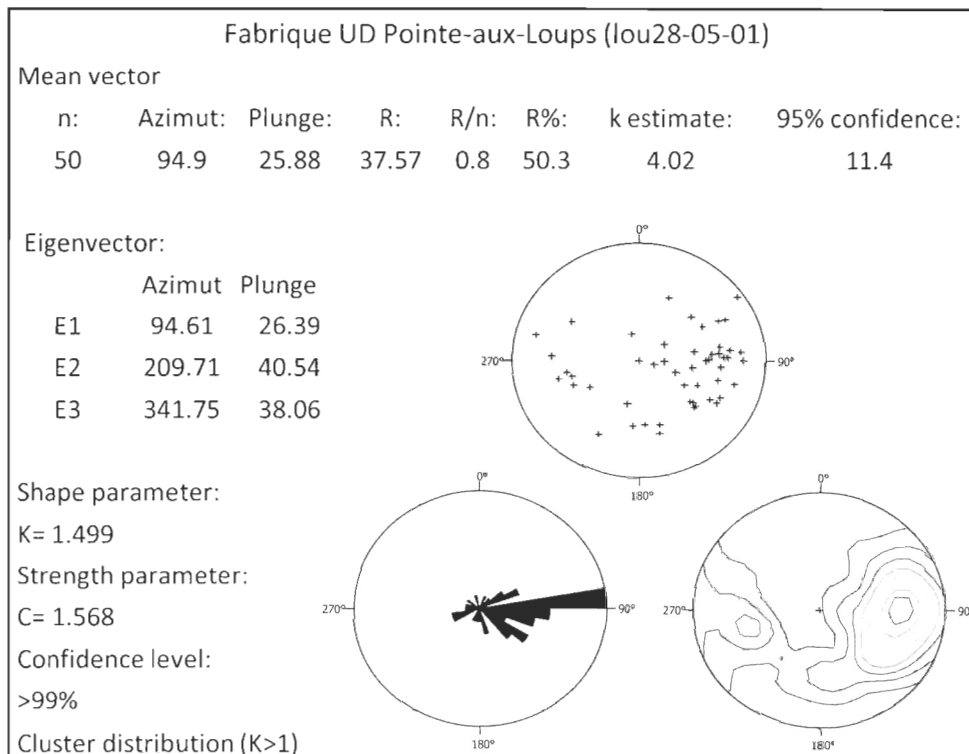 Fabrique UD Pointe-aux-Loups (lou28-05-01)
Mean vector
n: Azimut: Plunge: R: R/n: R%: k estimate: 95% confidence:
50 94.9 25.88 37.57 0.8 50.3 4.02 11.4
Eigenvector:
Azimut Plunge
E1 94.61 26.39
E2 209.71 40.54
E3 341.75 38.06
0°
270° 90°
180°
Shape parameter:
K= 1.499
Strength parameter:
C= 1.568
Confidence level:
>99%
Cluster distribution (K>1)
0°
270° 90°
180°
0°
270° 90
180°